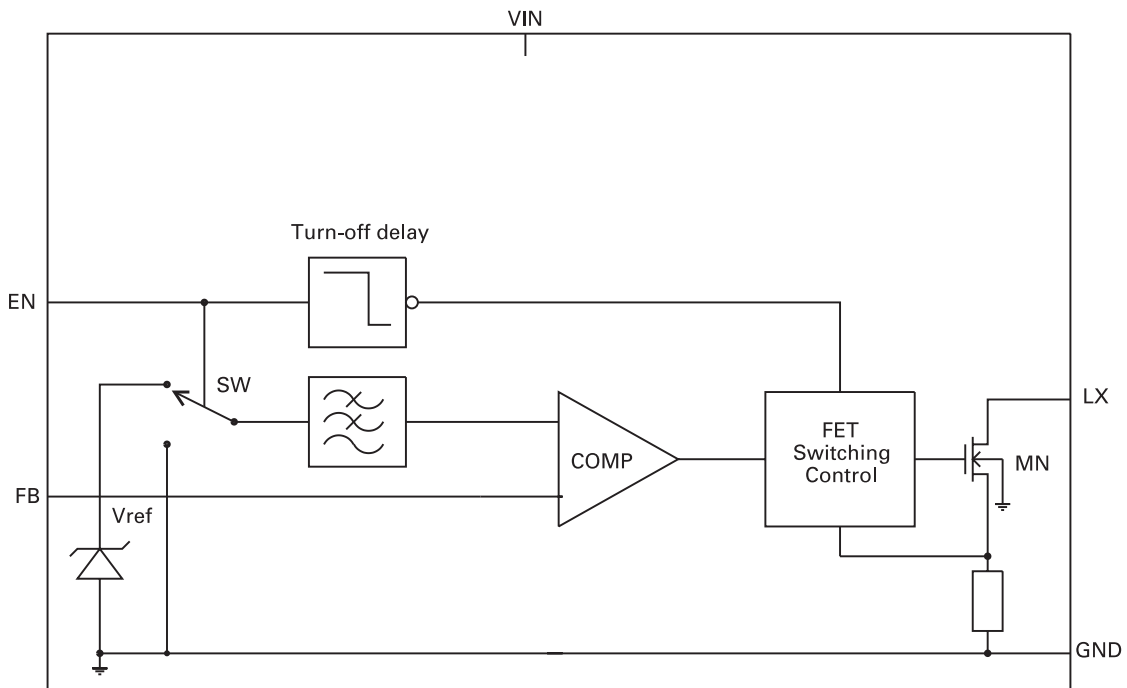 VIN
Turn-off delay
EN
SW
LX
COMP
FET
Switching
Control
MN
FB
Vref
GND